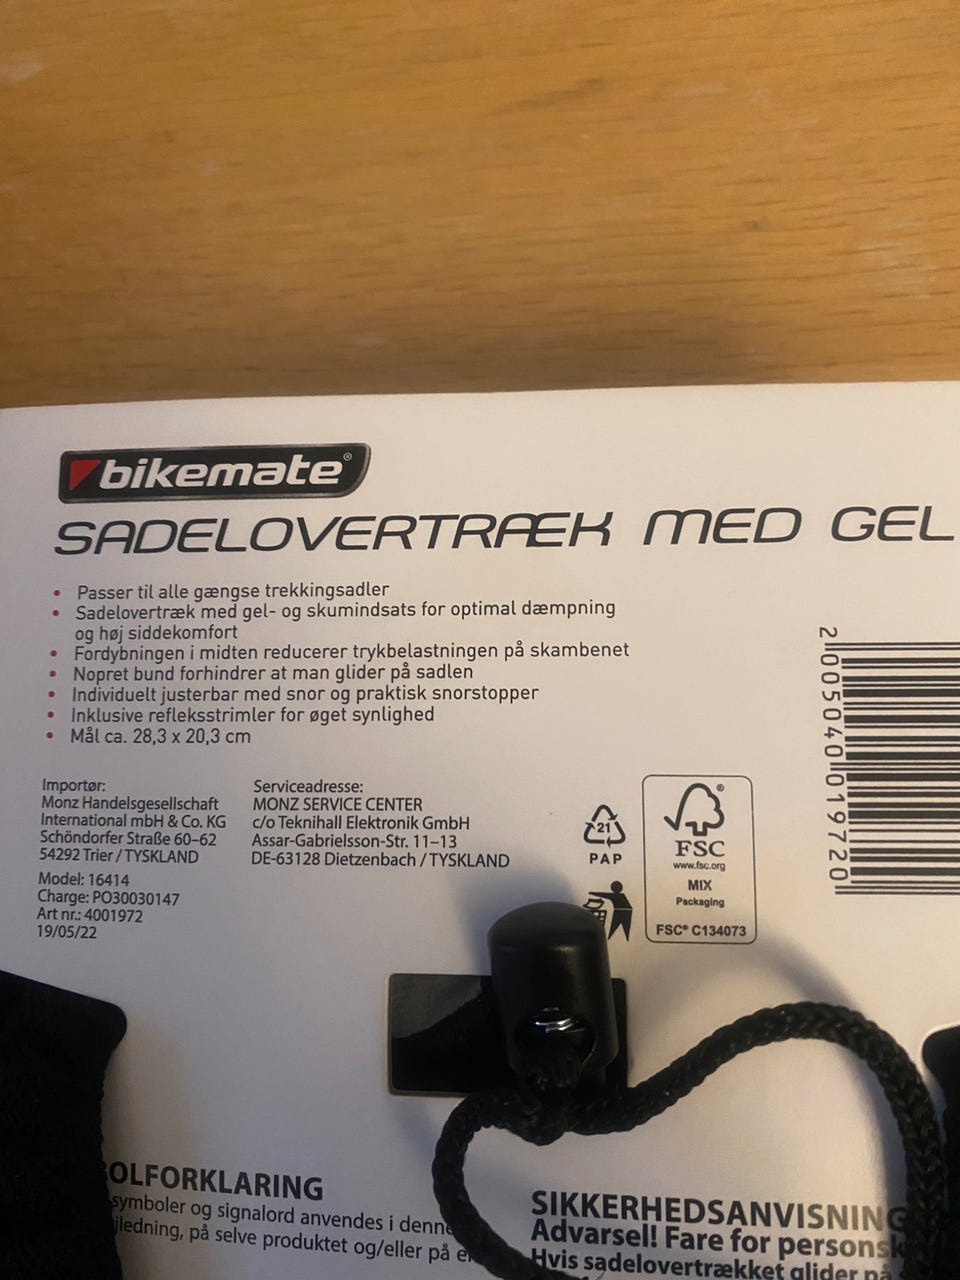 bikemate®
SADELOVERTRÆK MED GEL
• Passer til alle gængse trekkingsadler
• Sadelovertræk med gel- og skumindsats for optimal dæmpning
og høj siddekomfort
• Fordybningen i midten reducerer trykbelastningen på skambenet
• Nopret bund forhindrer at man glider på sadlen
• Individuelt justerbar med snor og praktisk snorstopper
• Inklusive refleksstrimler for øget synlighed
• Mål ca. 28,3 x 20,3 cm
Importør:
Monz Handelsgesellschaft
International mbH & Co. KG
Schöndorfer Straße 60–62
54292 Trier / TYSKLAND
Model: 16414
Charge: PO30030147
Art nr.: 4001972
19/05/22
Serviceadresse:
MONZ SERVICE CENTER
c/o Teknihall Elektronik GmbH
Assar-Gabrielsson-Str. 11–13
DE-63128 Dietzenbach / TYSKLAND
21
PAP
®
FSC
www.fsc.org
MIX
Packaging
FSC® C134073
2 005040 019720
OLFORKLARING
symboler og signalord anvendes i denne
jledning, på selve produktet og/eller på
SIKKERHEDSANVISNING
Advarsel! Fare for personsk
Hvis sadelovertrækket glider på